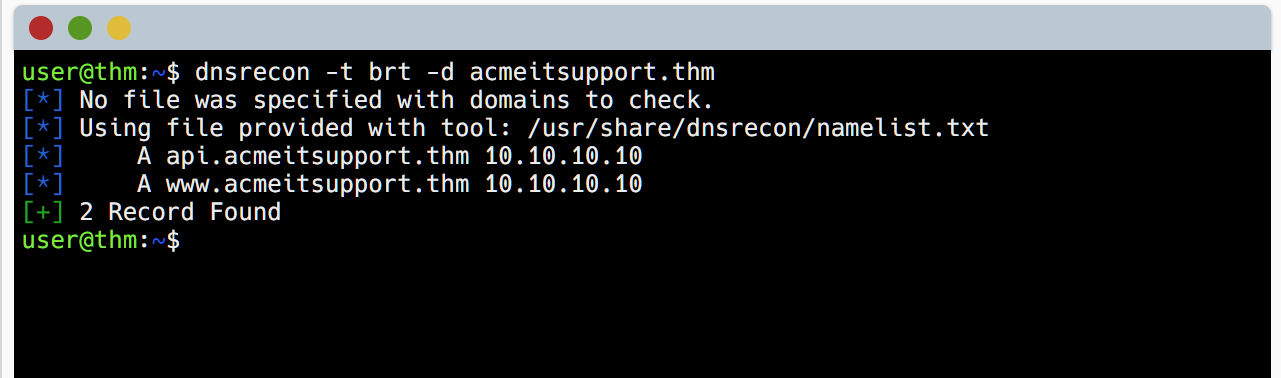 user@thm:~$ dnsrecon -t brt -d acmeitsupport.thm
[*] No file was specified with domains to check.
[*] Using file provided with tool: /usr/share/dnsrecon/namelist.txt
[*]     A api.acmeitsupport.thm 10.10.10.10
[*]     A www.acmeitsupport.thm 10.10.10.10
[+] 2 Record Found
user@thm:~$